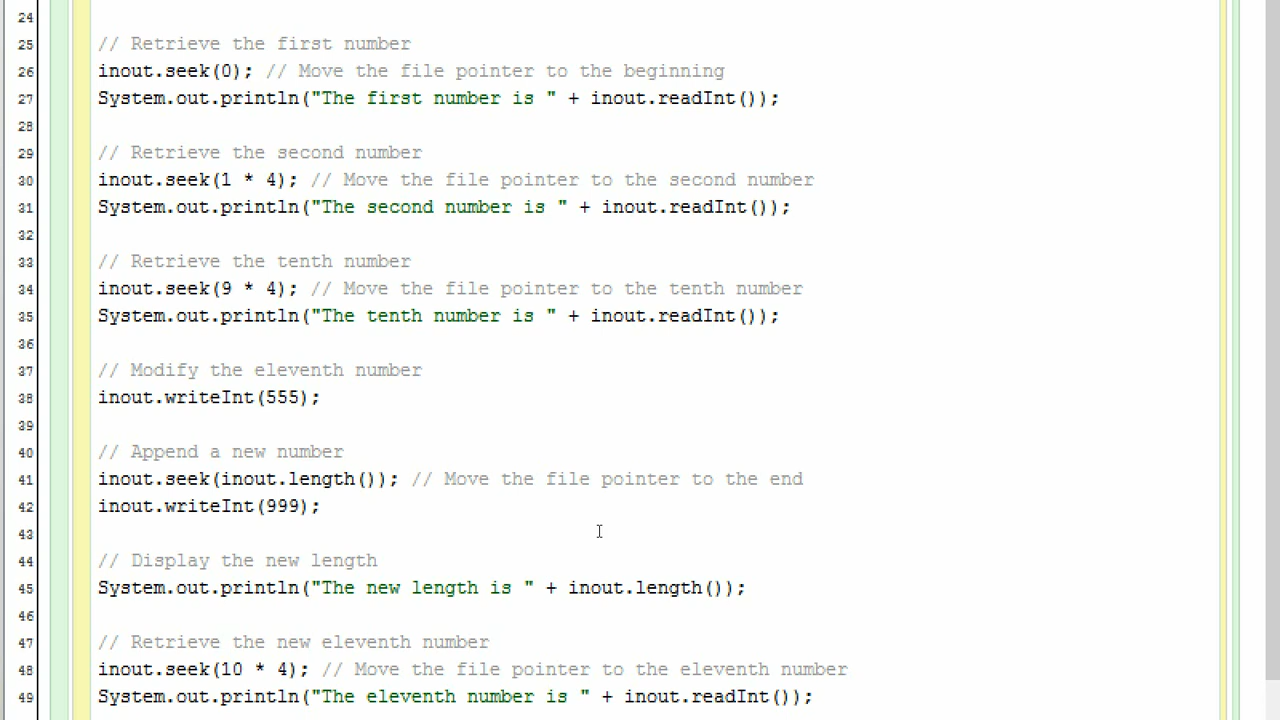 24
25 // Retrieve the first number
26 inout.seek(0); // Move the file pointer to the beginning
27 System.out.println("The first number is " + inout.readInt());
28
29 // Retrieve the second number
30 inout.seek(1 * 4); // Move the file pointer to the second number
31 System.out.println("The second number is " + inout.readInt());
32
33 // Retrieve the tenth number
34 inout.seek(9 * 4); // Move the file pointer to the tenth number
35 System.out.println("The tenth number is " + inout.readInt());
36
37 // Modify the eleventh number
38 inout.writeInt(555);
39
40 // Append a new number
41 inout.seek(inout.length()); // Move the file pointer to the end
42 inout.writeInt(999);
43
44 // Display the new length
45 System.out.println("The new length is " + inout.length());
46
47 // Retrieve the new eleventh number
48 inout.seek(10 * 4); // Move the file pointer to the eleventh number
49 System.out.println("The eleventh number is " + inout.readInt());